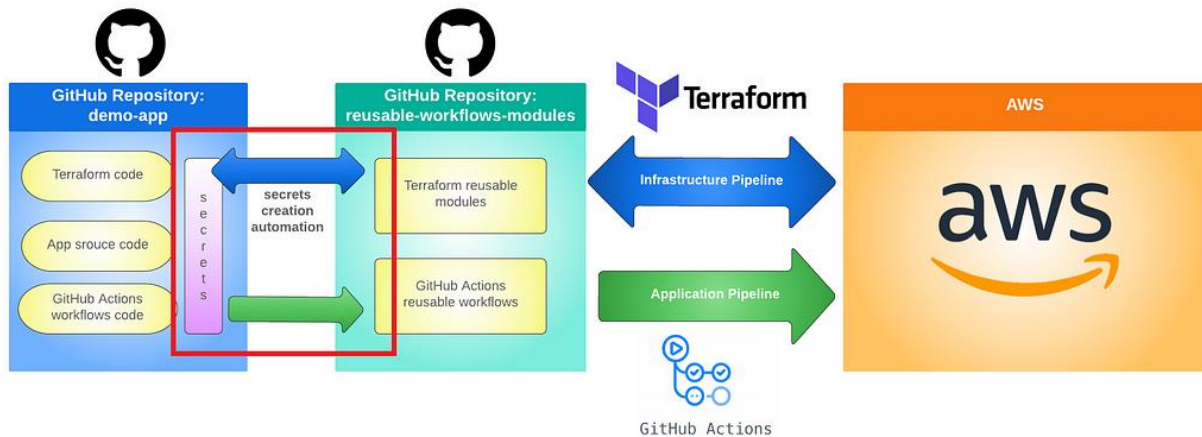 GitHub Repository:
demo-app
Terraform code
App srouce code
GitHub Actions
workflows code
secrets
secrets
creation
automation
GitHub Repository:
reusable-workflows-modules
Terraform reusable
modules
GitHub Actions
reusable workflows
Terraform
Infrastructure Pipeline
Application Pipeline
GitHub Actions
AWS
aws